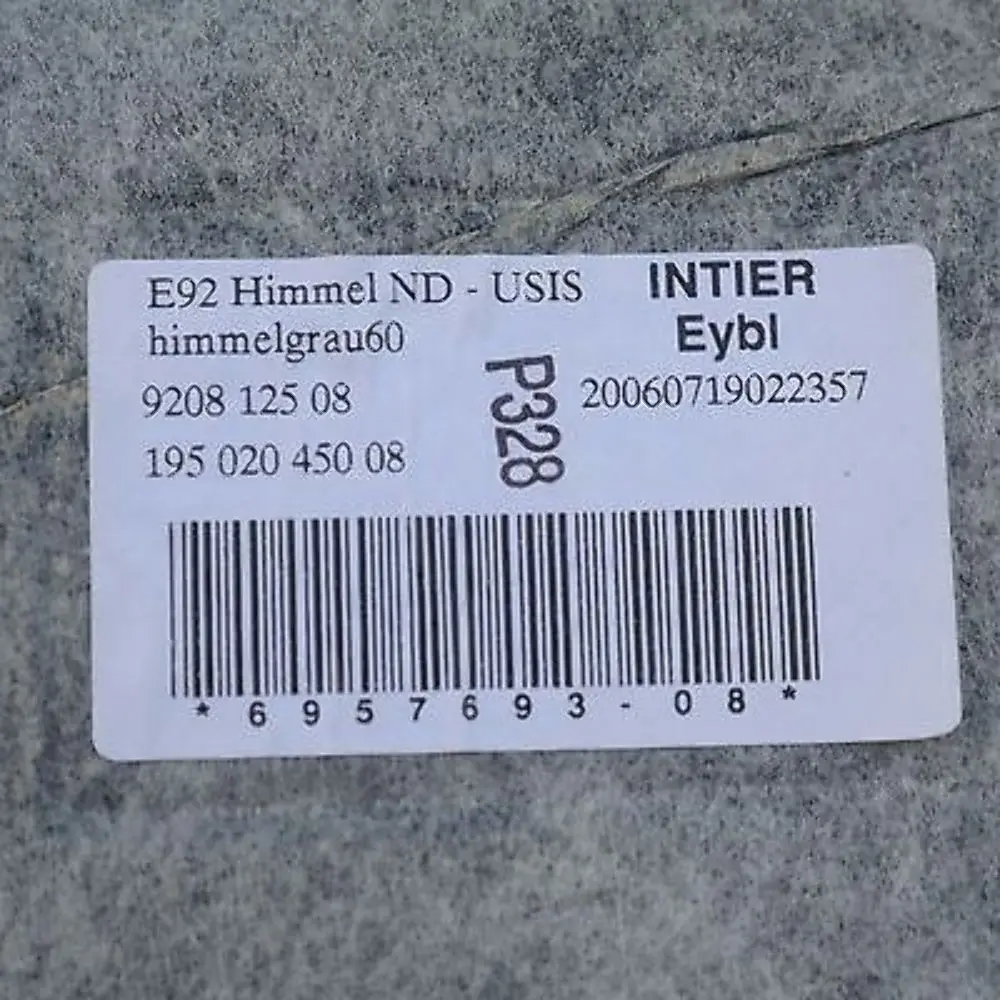 E92 Himmel ND - USIS
himmelgrau60
9208 125 08
195 020 450 08
INTIER
Eybl
20060719022357
P328
*6957693-08*